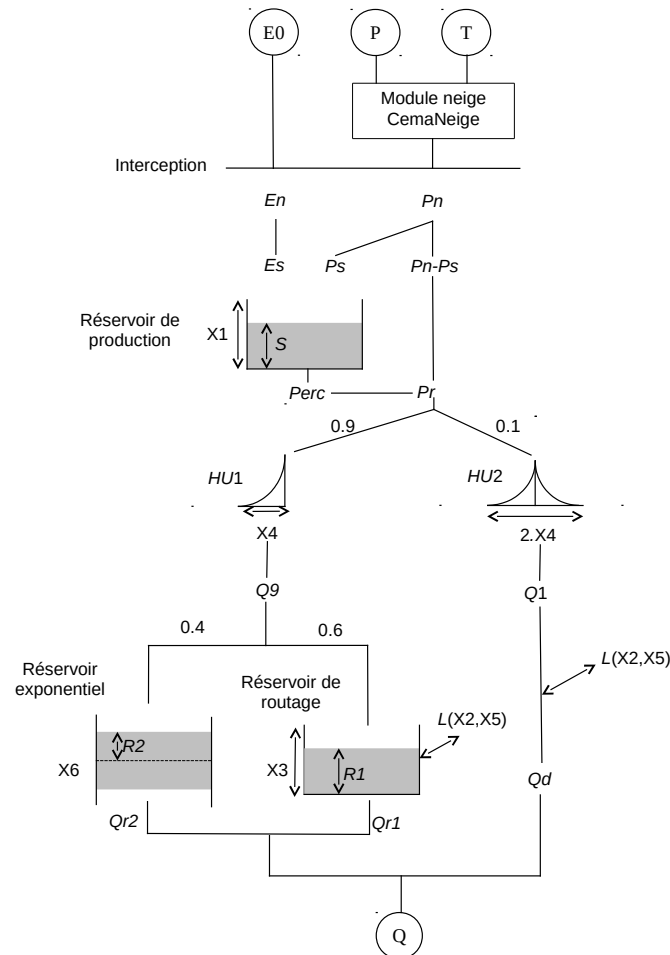 E0 P T
Module neige
CemaNeige
Interception
En Pn
Es Ps Pn-Ps
Réservoir de
production
X1
S
Perc Pr
0.9 0.1
HU1 HU2
X4 2.X4
Q9 Q1
0.4 0.6
L(X2,X5)
Réservoir
exponentiel
Réservoir de
routage
L(X2,X5)
R2
X6 X3 R1
Qd
Qr2 Qr1
Q